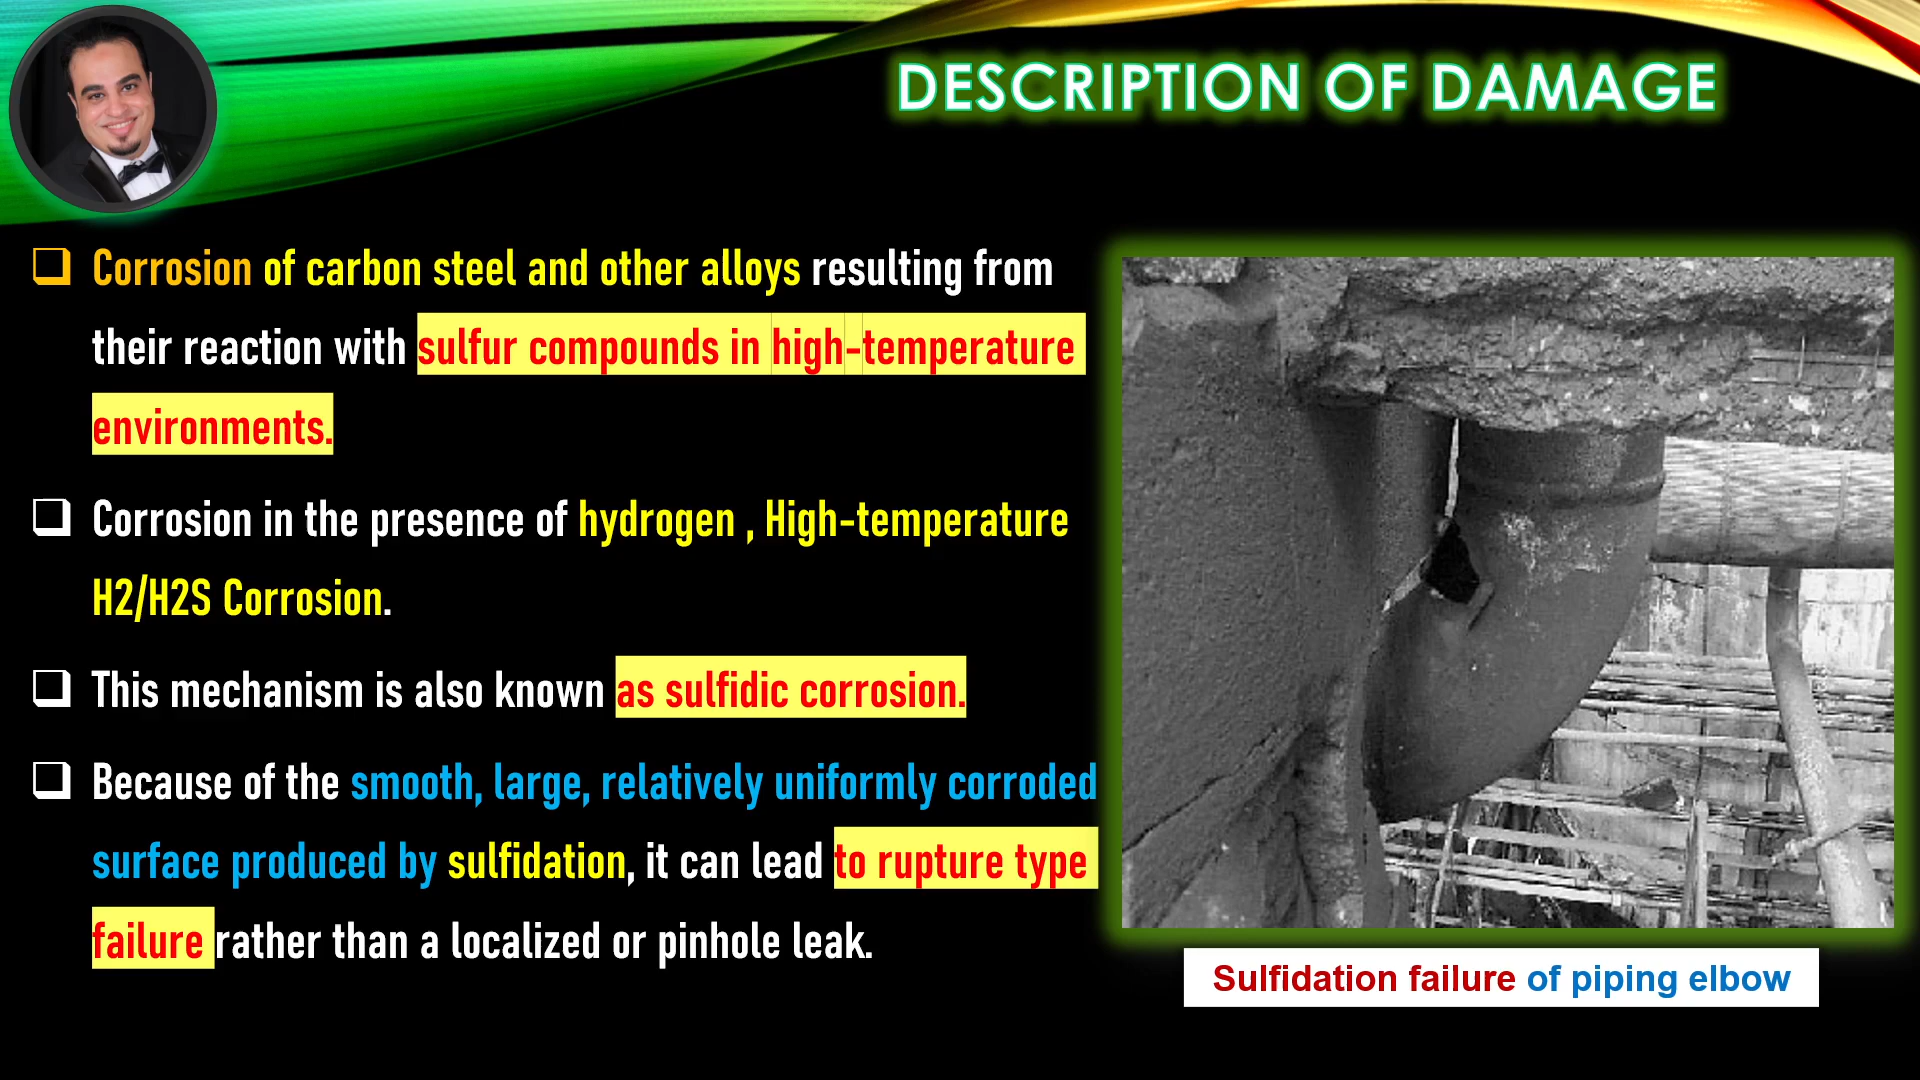 DESCRIPTION OF DAMAGE
Corrosion of carbon steel and other alloys resulting from
their reaction with sulfur compounds in high-temperature
environments.
Corrosion in the presence of hydrogen , High-temperature
H2/H2S Corrosion.
This mechanism is also known as sulfidic corrosion.
Because of the smooth, large, relatively uniformly corroded
surface produced by sulfidation, it can lead to rupture type
failure rather than a localized or pinhole leak.
Sulfidation failure of piping elbow